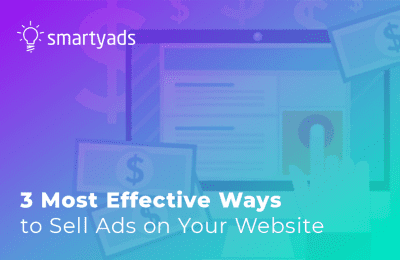 smartyads
$
$
$
3 Most Effective Ways
to Sell Ads on Your Website